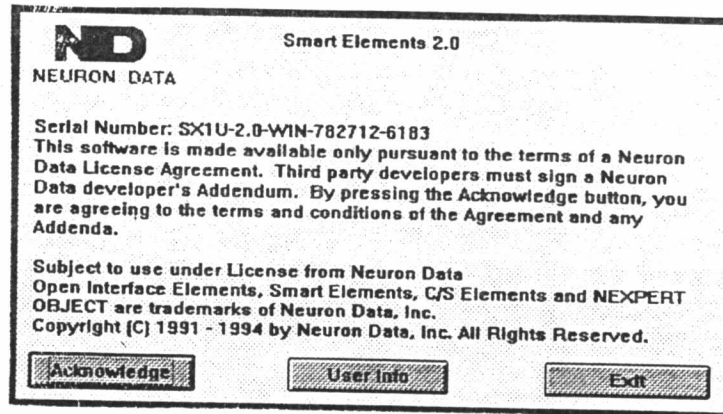 ND
Smart Elements 2.0
NEURON DATA
Serial Number: SX1U-2.0-WIN-782712-6183
This software is made available only pursuant to the terms of a Neuron
Data License Agreement. Third party developers must sign a Neuron
Data developer's Addendum. By pressing the Acknowledge button, you
are agreeing to the terms and conditions of the Agreement and any
Addenda.
Subject to use under License from Neuron Data
Open Interface Elements, Smart Elements, C/S Elements and NEXPERT
OBJECT are trademarks of Neuron Data, Inc.
Copyright (C) 1991 - 1994 by Neuron Data, Inc. All Rights Reserved.
Acknowledge
User Info
Exit